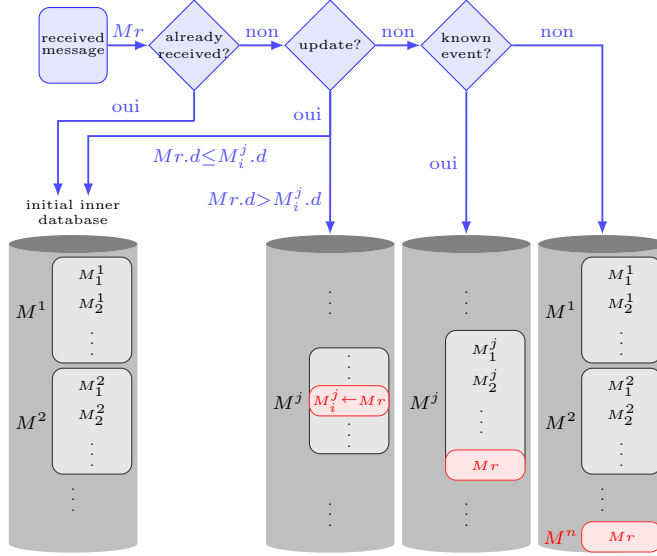 received
message
Mr
already
received?
non
update?
non
known
event?
non
oui
oui
oui
Mr.d≤M_i^j.d
Mr.d>M_i^j.d
initial inner
database
M^1
M_1^1
M_2^1
⋮
M^2
M_1^2
M_2^2
⋮
⋮
⋮
M^j
⋮
M_i^j←Mr
⋮
⋮
⋮
M^j
M_1^j
M_2^j
⋮
Mr
⋮
M^1
M_1^1
M_2^1
⋮
M^2
M_1^2
M_2^2
⋮
⋮
M^n
Mr